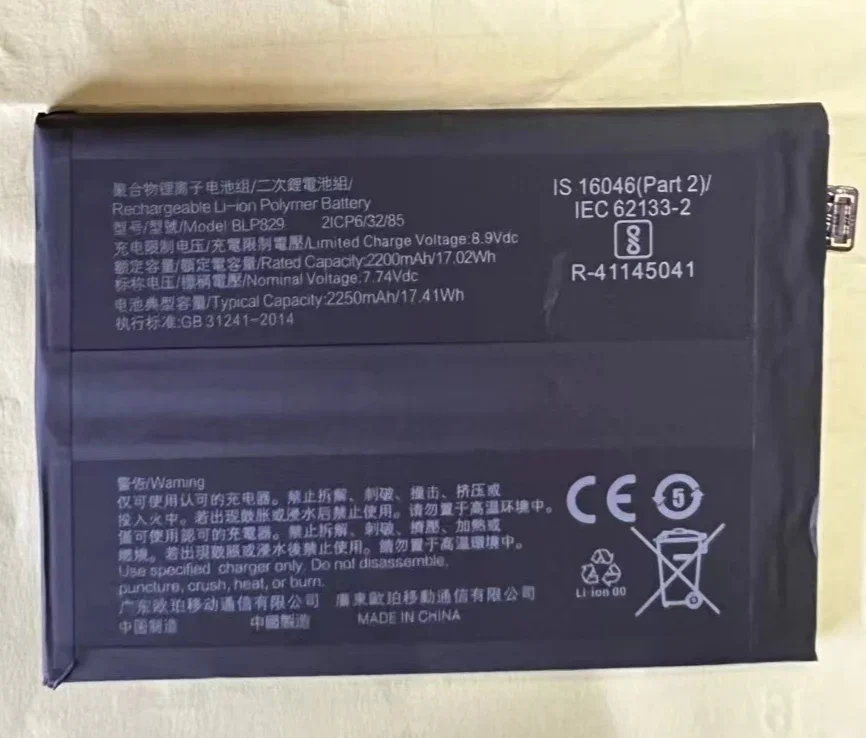 聚合物锂离子电池组/二次鋰電池組/
Rechargeable Li-ion Polymer Battery
型号/型號/Model BLP829 2ICP6/32/85
充电限制电压/充電限制電壓/Limited Charge Voltage:8.9Vdc
额定容量/額定電容量/Rated Capacity:2200mAh/17.02Wh
标称电压/標稱電壓/Nominal Voltage:7.74Vdc
电池典型容量/Typical Capacity:2250mAh/17.41Wh
执行标准:GB 31241-2014
IS 16046(Part 2)/
IEC 62133-2
R-41145041
警告/Warning
仅可使用认可的充电器。禁止拆解、刺破、撞击、挤压或
投入火中。若出现鼓胀或浸水后禁止使用。请勿置于高温环境中。
僅可使用認可的充電器。禁止拆解、刺破、擠壓、加熱或
燃燒。若出現鼓脹或浸水後禁止使用。請勿置于高溫環境中。
Use specified charger only. Do not disassemble,
puncture, crush, heat, or burn.
广东欧珀移动通信有限公司 廣東歐珀移動通信有限公司
中国制造 中國製造 MADE IN CHINA
CE 5
Li-ion 00